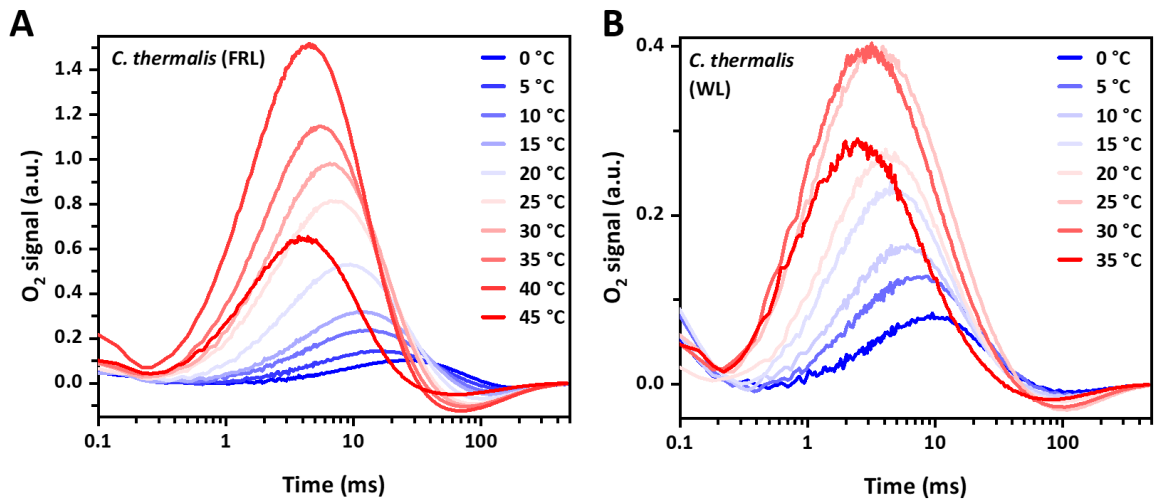 A
C. thermalis (FRL)
0 °C
5 °C
10 °C
15 °C
20 °C
25 °C
30 °C
35 °C
40 °C
45 °C
O2 signal (a.u.)
1.4
1.2
1.0
0.8
0.6
0.4
0.2
0.0
0.1
1
10
100
Time (ms)
B
C. thermalis
(WL)
0 °C
5 °C
10 °C
15 °C
20 °C
25 °C
30 °C
35 °C
O2 signal (a.u.)
0.4
0.2
0.0
0.1
1
10
100
Time (ms)